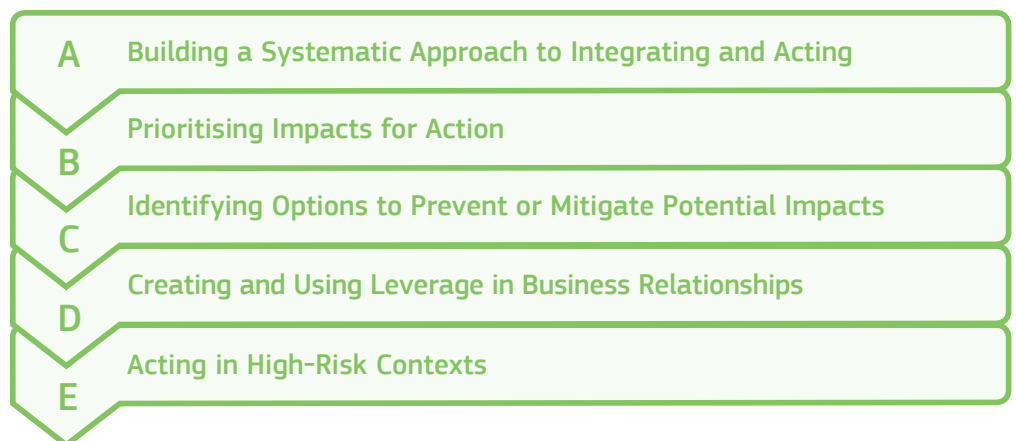 A Building a Systematic Approach to Integrating and Acting
B Prioritising Impacts for Action
C Identifying Options to Prevent or Mitigate Potential Impacts
D Creating and Using Leverage in Business Relationships
E Acting in High-Risk Contexts